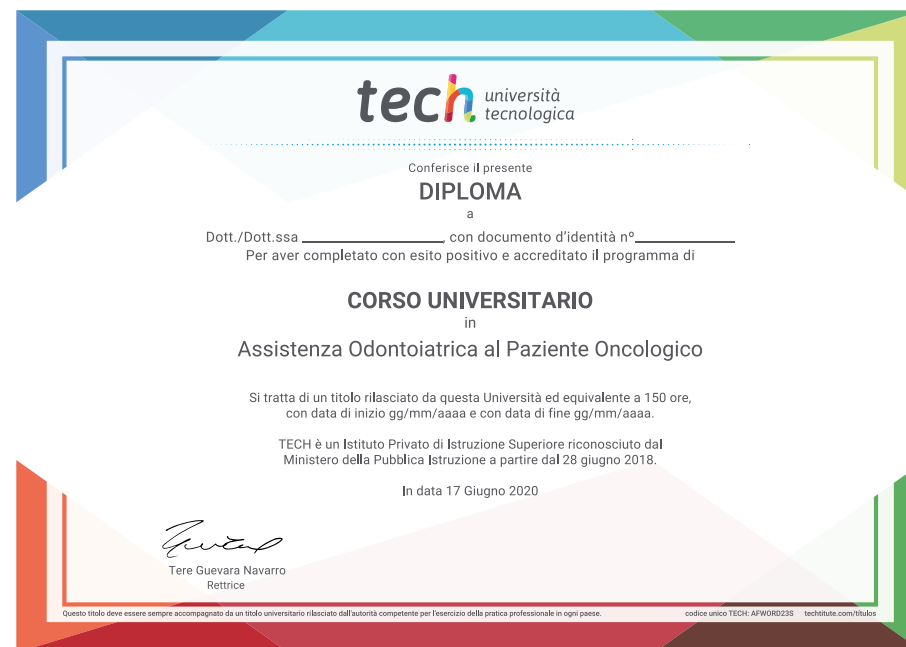 tech università
tecnologica
Conferisce il presente
DIPLOMA
a
Dott./Dott.ssa ________________, con documento d'identità nº____________
Per aver completato con esito positivo e accreditato il programma di
CORSO UNIVERSITARIO
in
Assistenza Odontoiatrica al Paziente Oncologico
Si tratta di un titolo rilasciato da questa Università ed equivalente a 150 ore,
con data di inizio gg/mm/aaaa e con data di fine gg/mm/aaaa.
TECH è un Istituto Privato di Istruzione Superiore riconosciuto dal
Ministero della Pubblica Istruzione a partire dal 28 giugno 2018.
In data 17 Giugno 2020
Tere Guevara Navarro
Rettrice
Questo titolo deve essere sempre accompagnato da un titolo universitario rilasciato dall'autorità competente per l'esercizio della pratica professionale in ogni paese. codice unico TECH: AFWORD23S techtitute.com/títulos